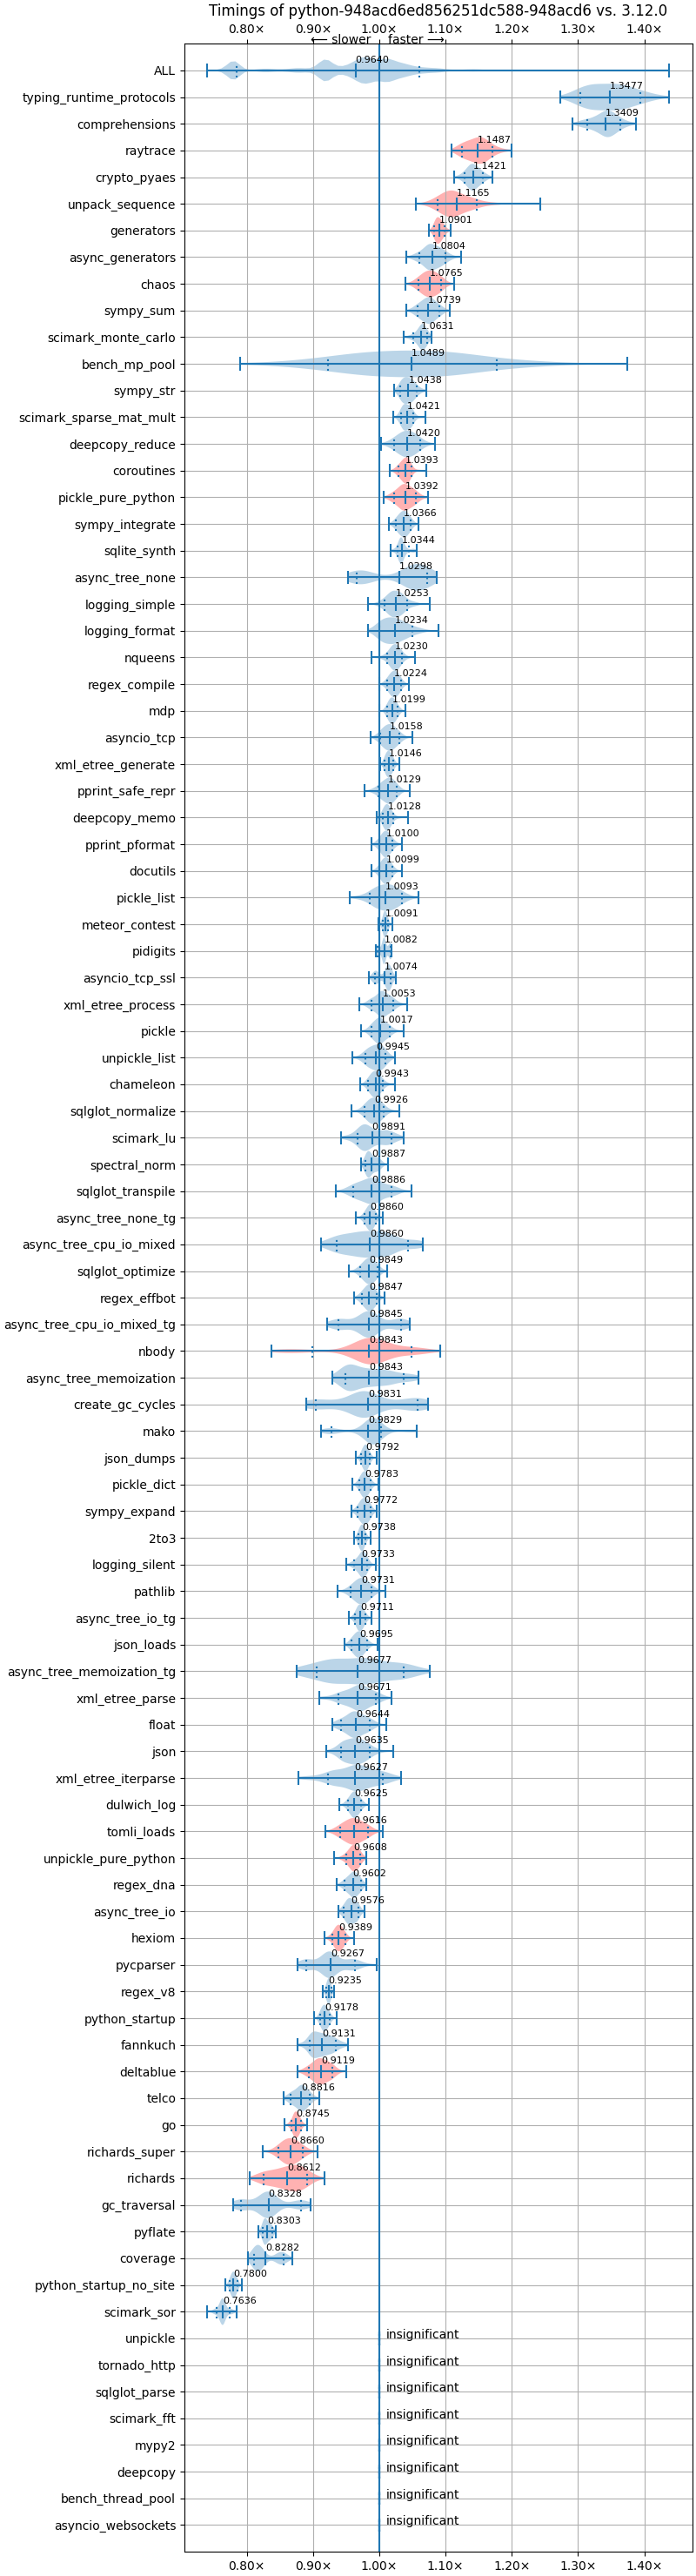 Timings of python-948acd6ed856251dc588-948acd6 vs. 3.12.0
0.80× 0.90× 1.00× 1.10× 1.20× 1.30× 1.40×
⟵ slower faster ⟶
ALL 0.9640
typing_runtime_protocols 1.3477
comprehensions 1.3409
raytrace 1.1487
crypto_pyaes 1.1421
unpack_sequence 1.1165
generators 1.0901
async_generators 1.0804
chaos 1.0765
sympy_sum 1.0739
scimark_monte_carlo 1.0631
bench_mp_pool 1.0489
sympy_str 1.0438
scimark_sparse_mat_mult 1.0421
deepcopy_reduce 1.0420
coroutines 1.0393
pickle_pure_python 1.0392
sympy_integrate 1.0366
sqlite_synth 1.0344
async_tree_none 1.0298
logging_simple 1.0253
logging_format 1.0234
nqueens 1.0230
regex_compile 1.0224
mdp 1.0199
asyncio_tcp 1.0158
xml_etree_generate 1.0146
pprint_safe_repr 1.0129
deepcopy_memo 1.0128
pprint_pformat 1.0100
docutils 1.0099
pickle_list 1.0093
meteor_contest 1.0091
pidigits 1.0082
asyncio_tcp_ssl 1.0074
xml_etree_process 1.0053
pickle 1.0017
unpickle_list 0.9945
chameleon 0.9943
sqlglot_normalize 0.9926
scimark_lu 0.9891
spectral_norm 0.9887
sqlglot_transpile 0.9886
async_tree_none_tg 0.9860
async_tree_cpu_io_mixed 0.9860
sqlglot_optimize 0.9849
regex_effbot 0.9847
async_tree_cpu_io_mixed_tg 0.9845
nbody 0.9843
async_tree_memoization 0.9843
create_gc_cycles 0.9831
mako 0.9829
json_dumps 0.9792
pickle_dict 0.9783
sympy_expand 0.9772
2to3 0.9738
logging_silent 0.9733
pathlib 0.9731
async_tree_io_tg 0.9711
json_loads 0.9695
async_tree_memoization_tg 0.9677
xml_etree_parse 0.9671
float 0.9644
json 0.9635
xml_etree_iterparse 0.9627
dulwich_log 0.9625
tomli_loads 0.9616
unpickle_pure_python 0.9608
regex_dna 0.9602
async_tree_io 0.9576
hexiom 0.9389
pycparser 0.9267
regex_v8 0.9235
python_startup 0.9178
fannkuch 0.9131
deltablue 0.9119
telco 0.8816
go 0.8745
richards_super 0.8660
richards 0.8612
gc_traversal 0.8328
pyflate 0.8303
coverage 0.8282
python_startup_no_site 0.7800
scimark_sor 0.7636
unpickle insignificant
tornado_http insignificant
sqlglot_parse insignificant
scimark_fft insignificant
mypy2 insignificant
deepcopy insignificant
bench_thread_pool insignificant
asyncio_websockets insignificant
0.80× 0.90× 1.00× 1.10× 1.20× 1.30× 1.40×